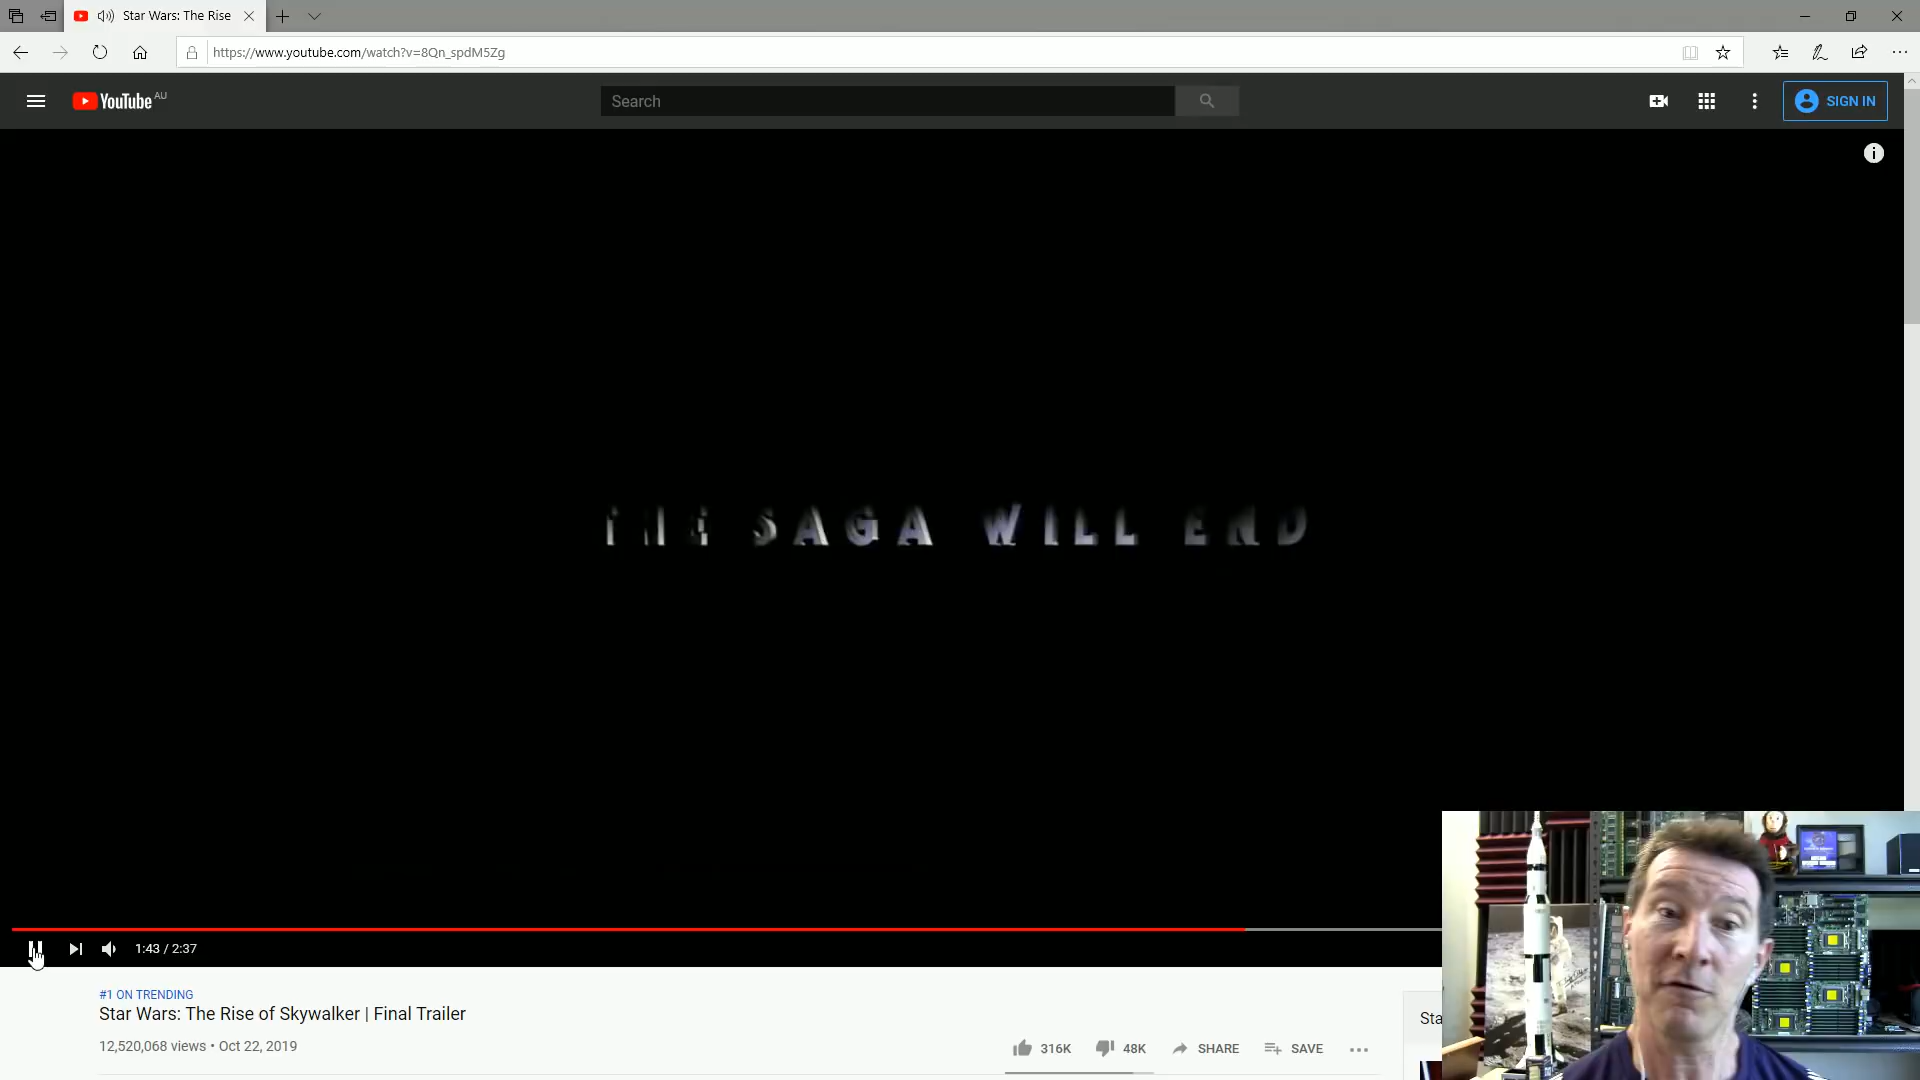 Star Wars: The Rise
https://www.youtube.com/watch?v=8Qn_spdM5Zg
YouTube AU
Search
SIGN IN
THE SAGA WILL END
1:43 / 2:37
#1 ON TRENDING
Star Wars: The Rise of Skywalker | Final Trailer
12,520,068 views • Oct 22, 2019
316K
48K
SHARE
SAVE
Sta